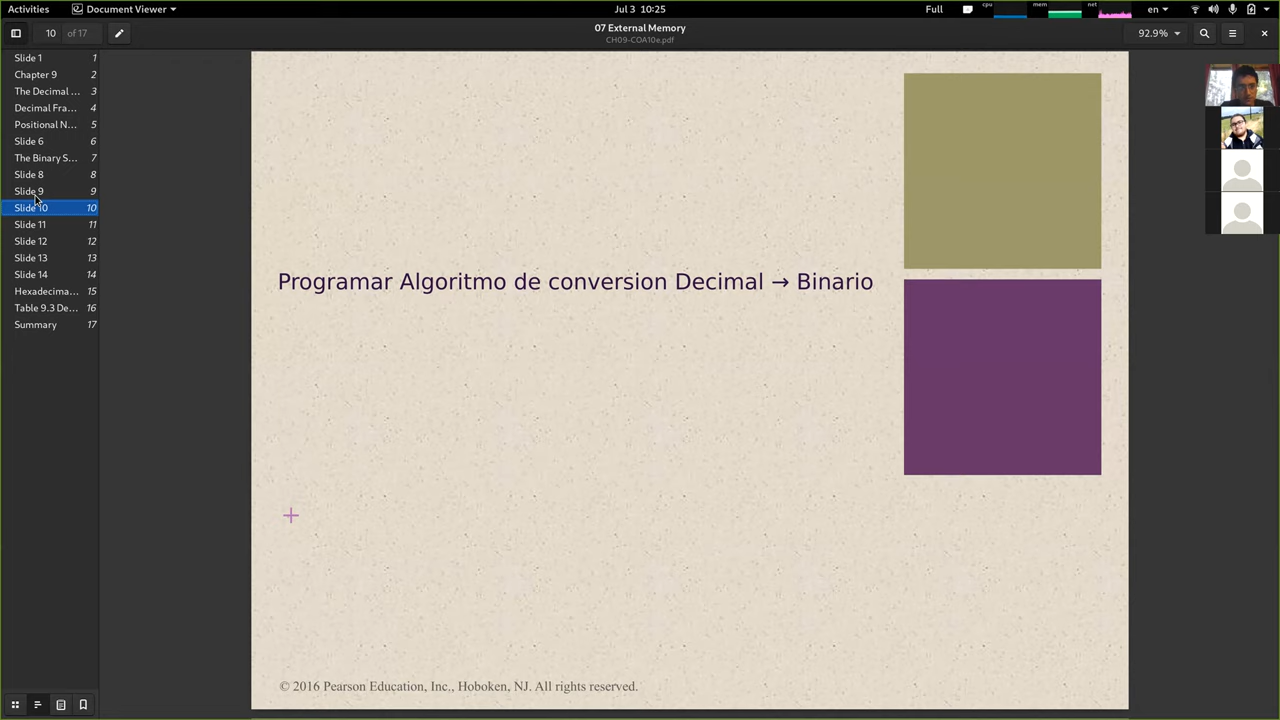 Activities Document Viewer Jul 3 10:25 Full cpu mem net en
10 of 17 07 External Memory 92.9%
CH09-COA10e.pdf
Slide 1 1
Chapter 9 2
The Decimal ... 3
Decimal Fra... 4
Positional N... 5
Slide 6 6
The Binary S... 7
Slide 8 8
Slide 9 9
Slide 10 10
Slide 11 11
Slide 12 12
Slide 13 13
Slide 14 14
Hexadecima... 15
Table 9.3 De... 16
Summary 17
Programar Algoritmo de conversion Decimal → Binario
+
© 2016 Pearson Education, Inc., Hoboken, NJ. All rights reserved.